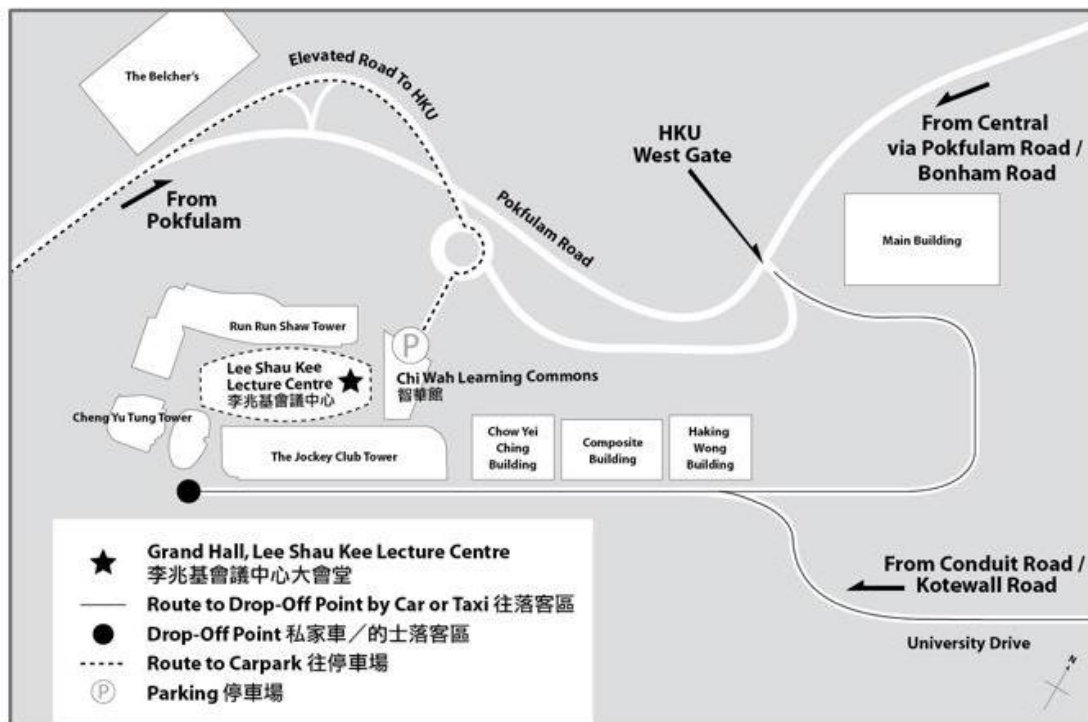 The Belcher's
Elevated Road To HKU
From Central
via Pokfulam Road /
Bonham Road
HKU
West Gate
From
Pokfulam
Pokfulam Road
Main Building
Run Run Shaw Tower
Lee Shau Kee
Lecture Centre
李兆基會議中心
P
Chi Wah Learning Commons
智華館
Cheng Yu Tung Tower
The Jockey Club Tower
Chow Yei
Ching
Building
Composite
Building
Haking
Wong
Building
From Conduit Road /
Kotewall Road
University Drive
N
Grand Hall, Lee Shau Kee Lecture Centre
李兆基會議中心大會堂
Route to Drop-Off Point by Car or Taxi 往落客區
Drop-Off Point 私家車／的士落客區
Route to Carpark 往停車場
P Parking 停車場